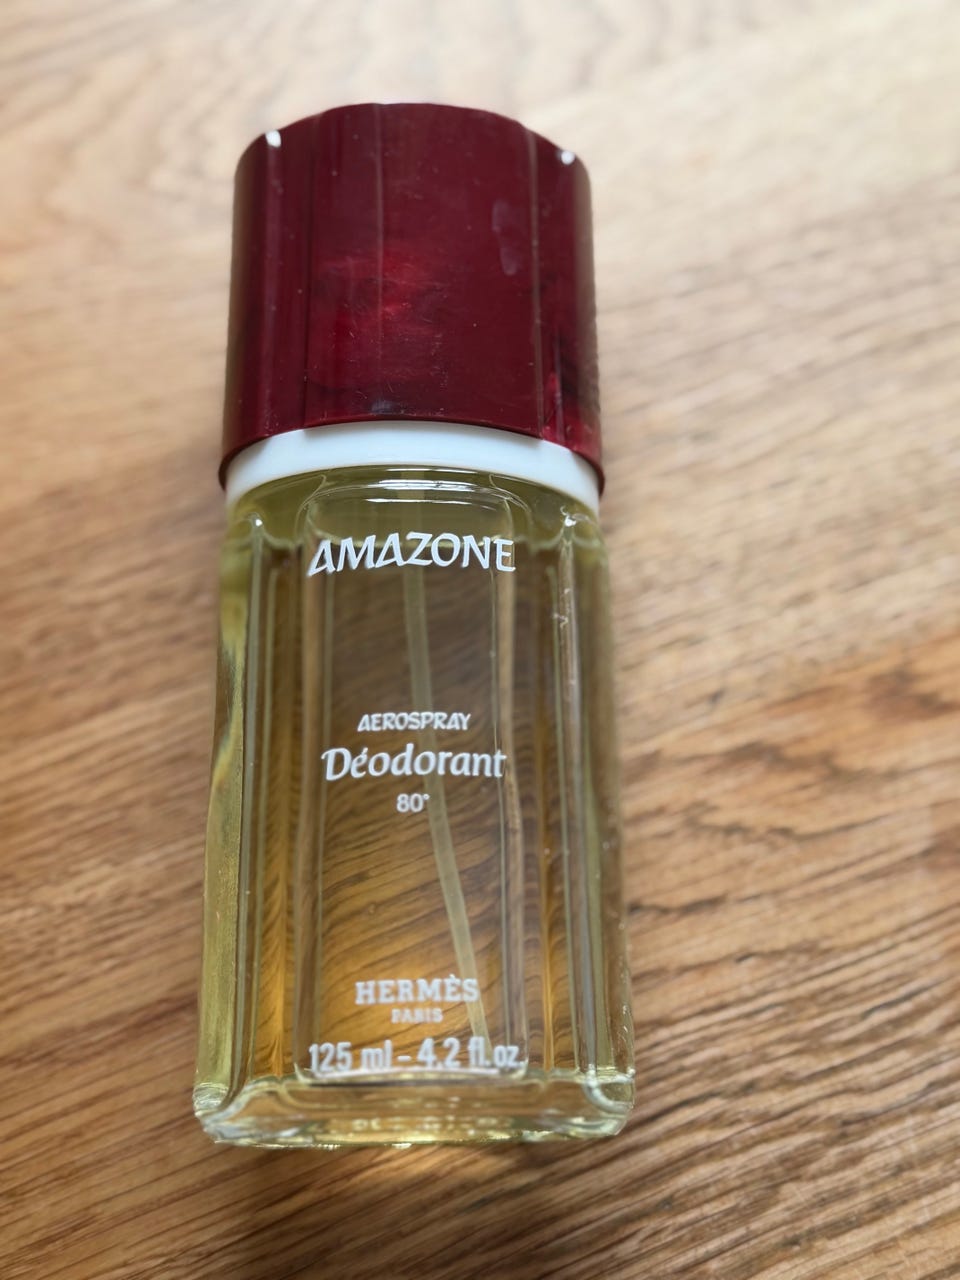 AMAZONE
AEROSPRAY
Déodorant
80°
HERMÈS
PARIS
125 ml - 4.2 fl.oz.